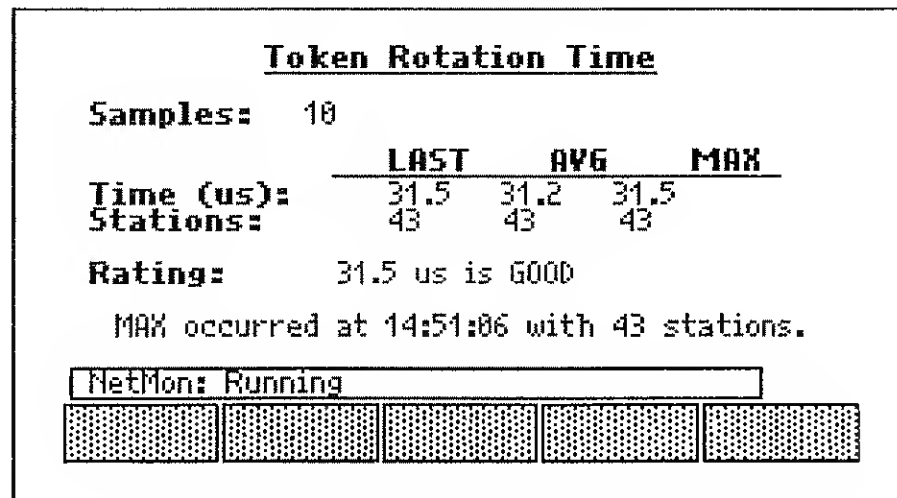 Token Rotation Time
Samples: 10
LAST AVG MAX
Time (us): 31.5 31.2 31.5
Stations: 43 43 43
Rating: 31.5 us is GOOD
MAX occurred at 14:51:06 with 43 stations.
NetMon: Running